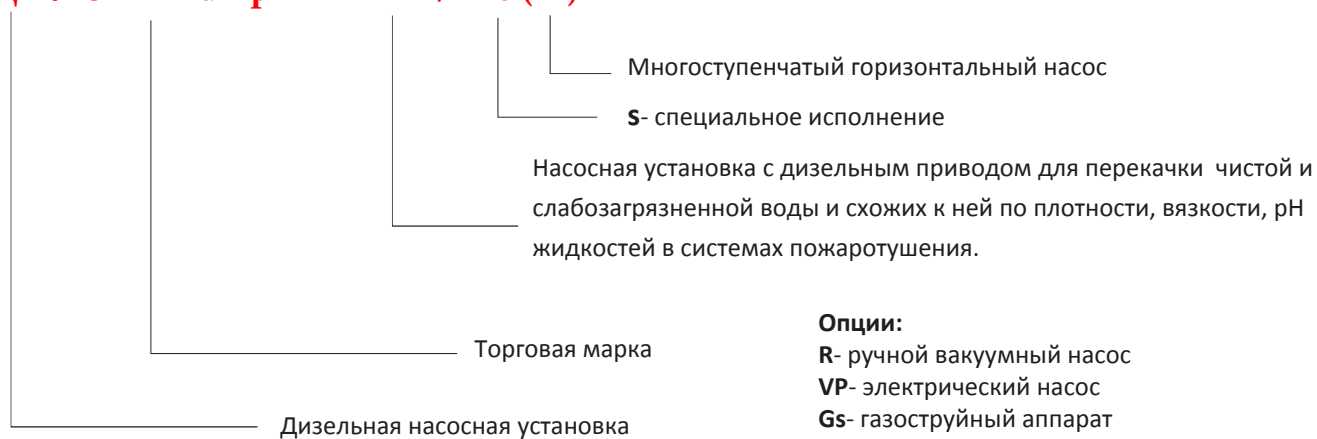 Многоступенчатый горизонтальный насос
S- специальное исполнение
Насосная установка с дизельным приводом для перекачки чистой и
слабозагрязненной воды и схожих к ней по плотности, вязкости, рН
жидкостей в системах пожаротушения.
Торговая марка
Дизельная насосная установка
Опции:
R- ручной вакуумный насос
VP- электрический насос
Gs- газоструйный аппарат